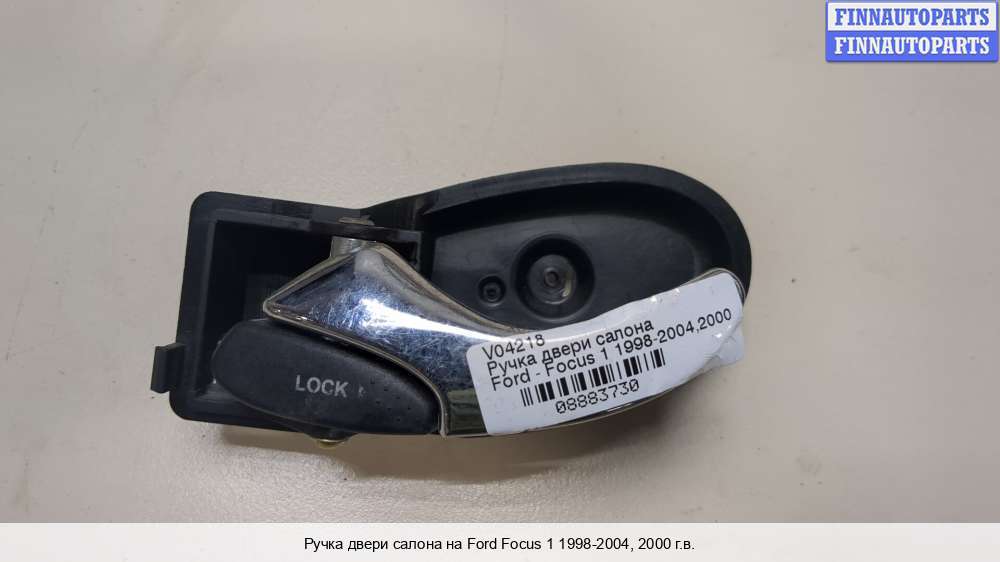 FINNAUTOPARTS
FINNAUTOPARTS
V04218
Ручка двери салона
Ford - Focus 1 1998-2004,2000
08883730
LOCK
Ручка двери салона на Ford Focus 1 1998-2004, 2000 г.в.